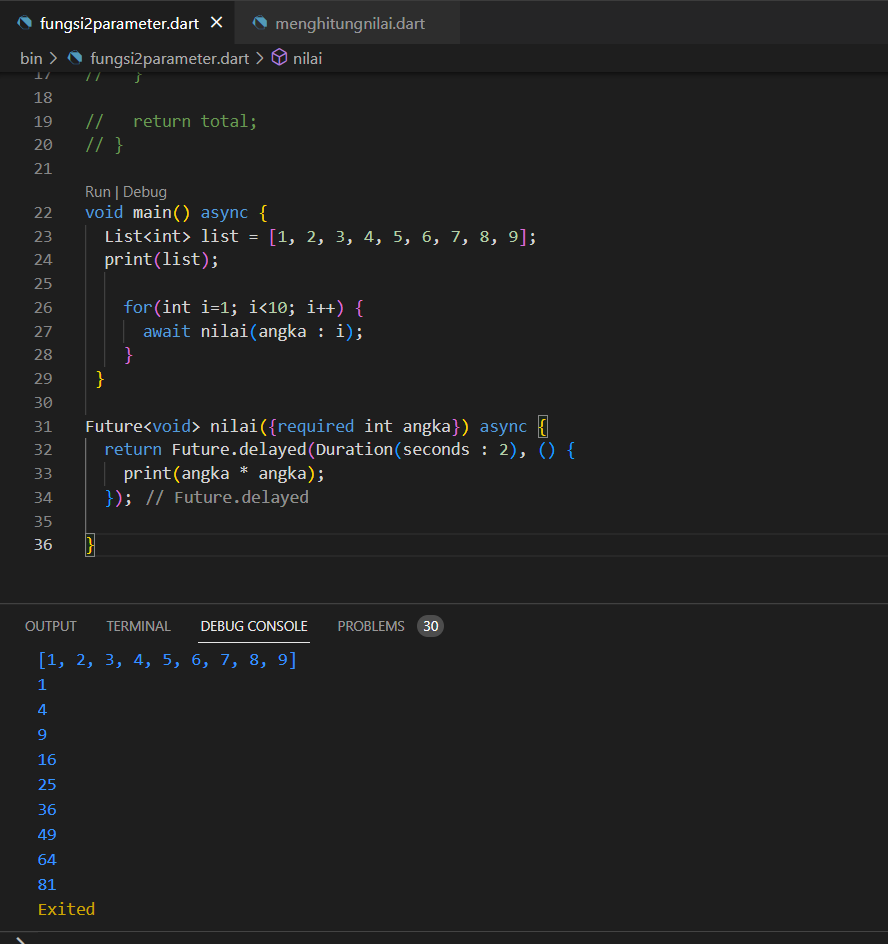 fungsi2parameter.dart × menghitungnilai.dart
bin > fungsi2parameter.dart > nilai
17 //   }
18
19 //   return total;
20 // }
21
Run | Debug
22 void main() async {
23   List<int> list = [1, 2, 3, 4, 5, 6, 7, 8, 9];
24   print(list);
25
26     for(int i=1; i<10; i++) {
27       await nilai(angka : i);
28     }
29  }
30
31 Future<void> nilai({required int angka}) async {
32   return Future.delayed(Duration(seconds : 2), () {
33     print(angka * angka);
34   }); // Future.delayed
35
36 }
OUTPUT TERMINAL DEBUG CONSOLE PROBLEMS 30
[1, 2, 3, 4, 5, 6, 7, 8, 9]
1
4
9
16
25
36
49
64
81
Exited